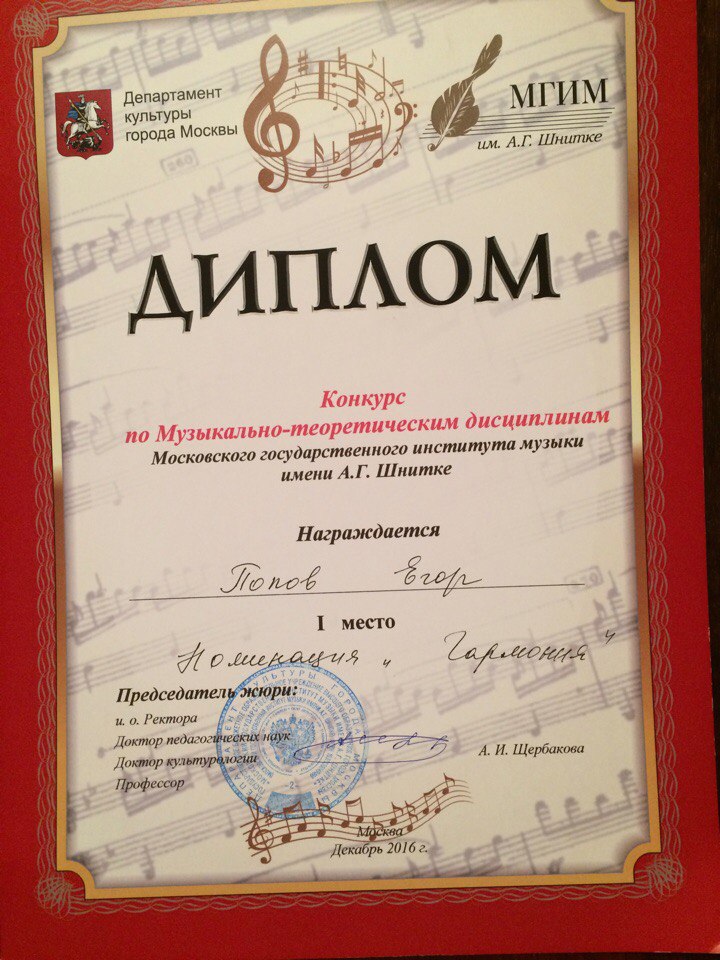 Департамент
культуры
города Москвы
МГИМ
им. А.Г. Шнитке
ДИПЛОМ
Конкурс
по Музыкально-теоретическим дисциплинам
Московского государственного института музыки
имени А.Г. Шнитке
Награждается
Попов Егор
I место
Номинация „Гармония"
Председатель жюри:
и. о. Ректора
Доктор педагогических наук
Доктор культурологии
Профессор
А. И. Щербакова
Москва
Декабрь 2016 г.